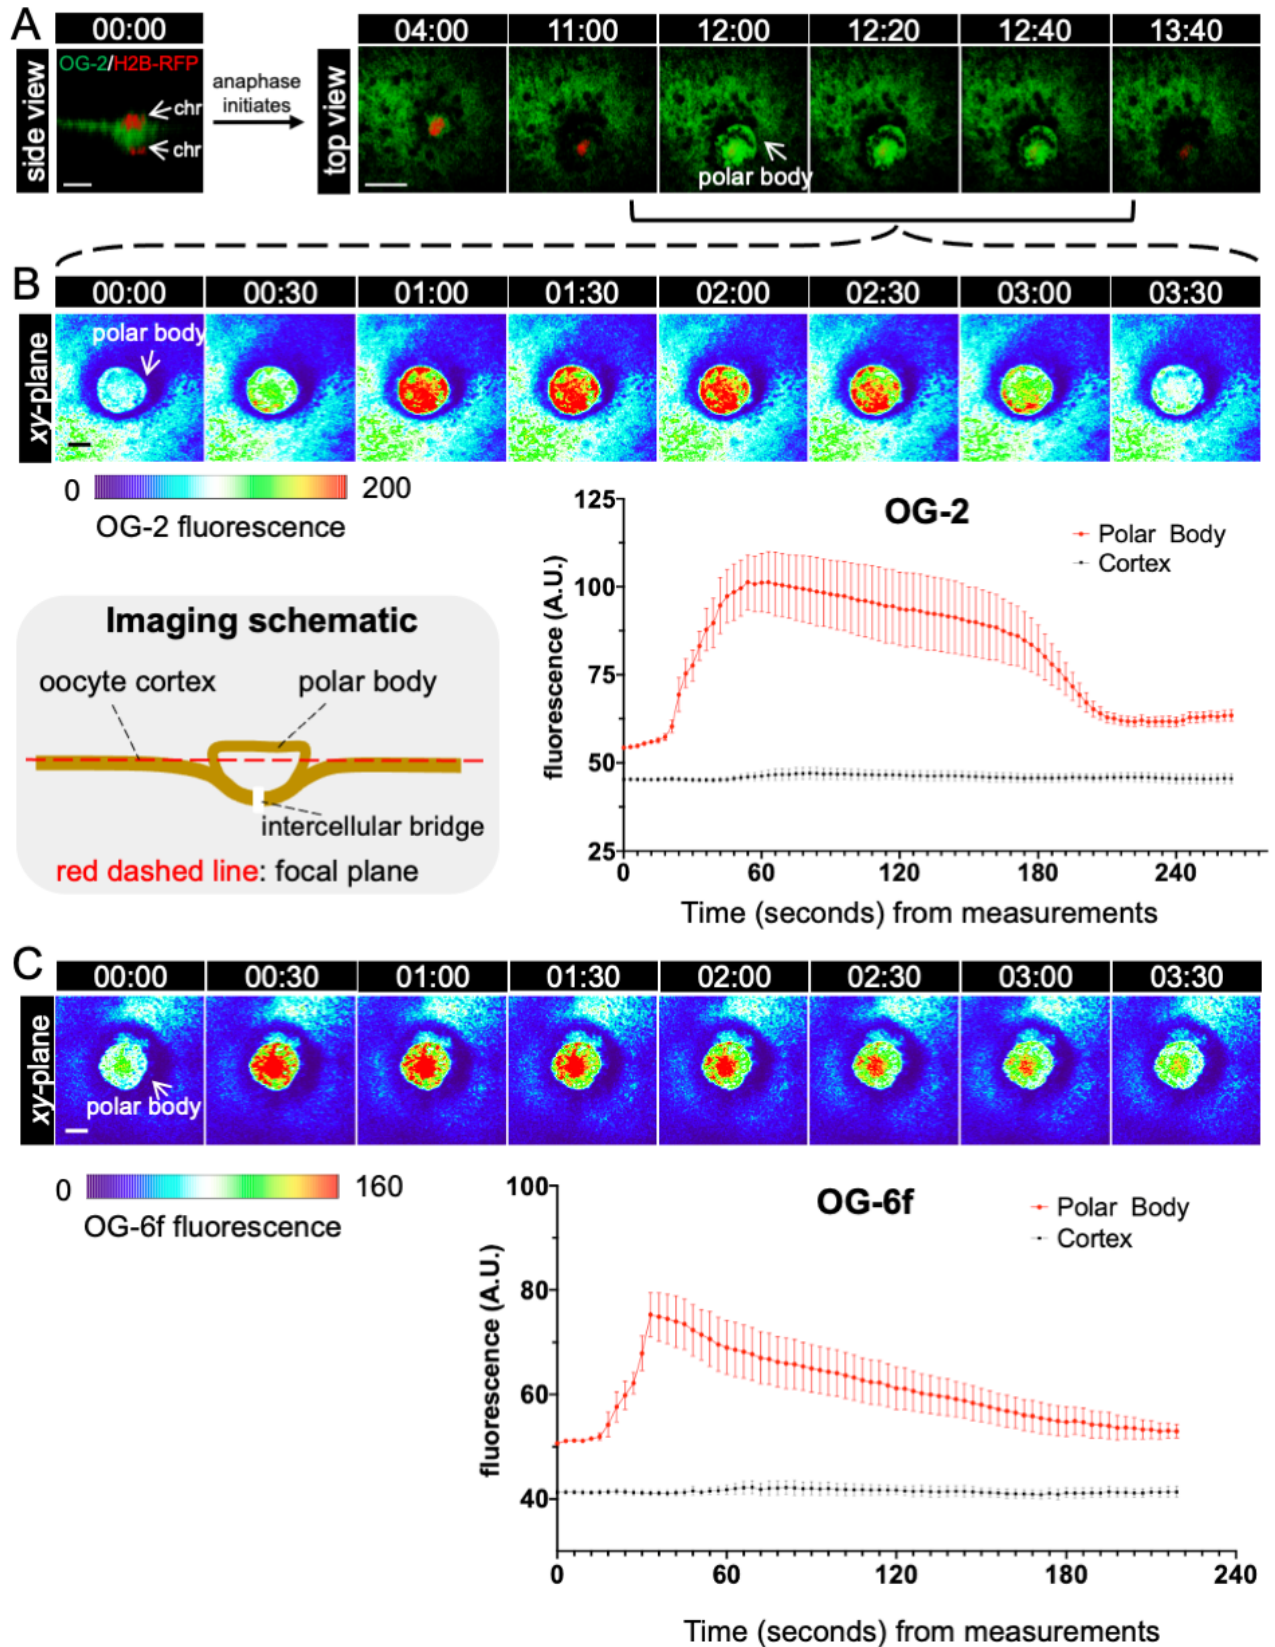 A
00:00
04:00 11:00 12:00 12:20 12:40 13:40
side view
OG-2/H2B-RFP
chr
chr
anaphase
initiates
top view
polar body
B
00:00 00:30 01:00 01:30 02:00 02:30 03:00 03:30
xy-plane
polar body
0 200
OG-2 fluorescence
Imaging schematic
oocyte cortex polar body
intercellular bridge
red dashed line: focal plane
OG-2
Polar Body
Cortex
fluorescence (A.U.)
125
100
75
50
25
0 60 120 180 240
Time (seconds) from measurements
C
00:00 00:30 01:00 01:30 02:00 02:30 03:00 03:30
xy-plane
polar body
0 160
OG-6f fluorescence
OG-6f
Polar Body
Cortex
fluorescence (A.U.)
100
80
60
40
0 60 120 180 240
Time (seconds) from measurements